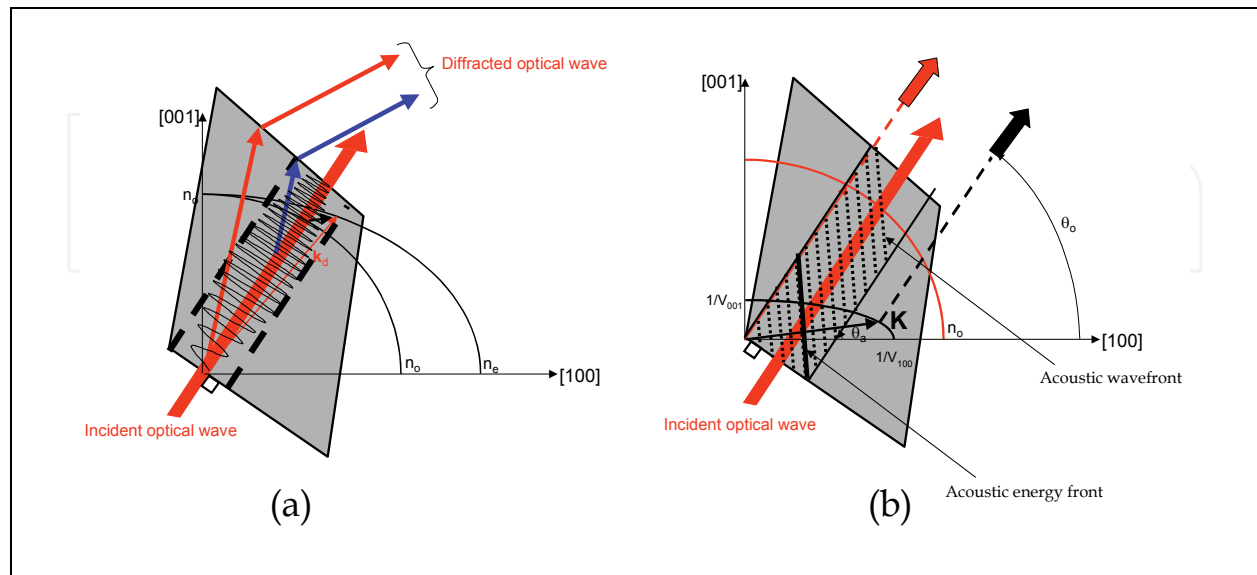 Diffracted optical wave
[001]
n_o
k_d
n_o
n_e
[100]
Incident optical wave
(a)
[001]
θ_o
1/V_001
K
θ_a
n_o
[100]
1/V_100
Acoustic wavefront
Incident optical wave
Acoustic energy front
(b)